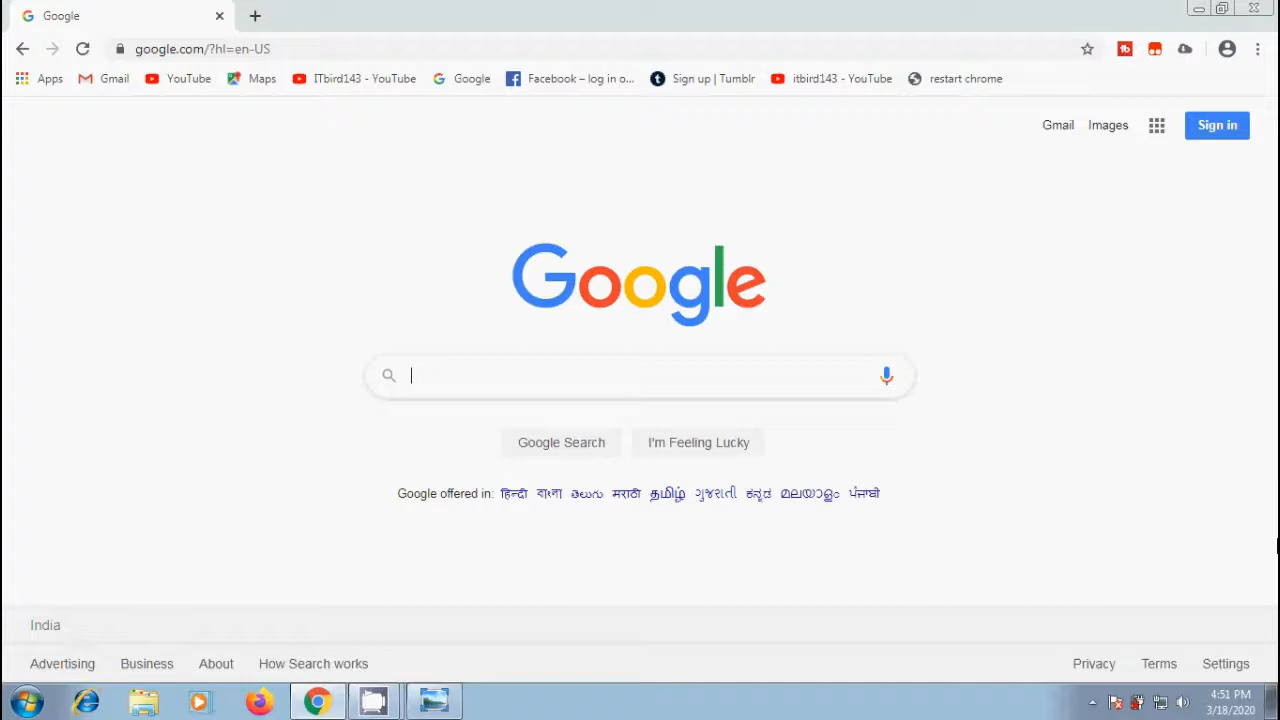 Google
google.com/?hl=en-US
Apps Gmail YouTube Maps ITbird143 - YouTube Google Facebook – log in o... Sign up | Tumblr itbird143 - YouTube restart chrome
Gmail Images Sign in
Google
Google Search I'm Feeling Lucky
Google offered in: हिन्दी বাংলা తెలుగు मराठी தமிழ் ગુજરાતી ಕನ್ನಡ മലയാളം ਪੰਜਾਬੀ
India
Advertising Business About How Search works Privacy Terms Settings
4:51 PM
3/18/2020